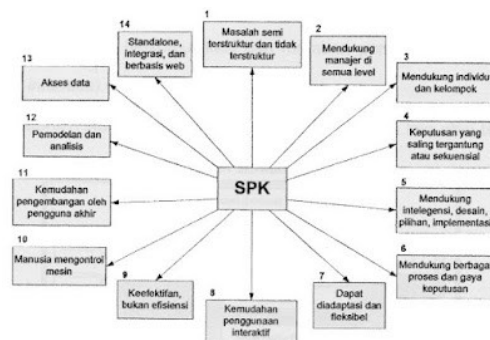 1
Masalah semi
terstruktur dan tidak
terstruktur
2
Mendukung
manajer di
semua level
3
Mendukung individu
dan kelompok
4
Keputusan yang
saling tergantung
atau sekuensial
5
Mendukung
intelegensi, desain,
pilihan, implementasi
6
Mendukung berbagai
proses dan gaya
keputusan
7
Dapat
diadaptasi dan
fleksibel
8
Kemudahan
penggunaan
interaktif
9
Keefektifan,
bukan efisiensi
10
Manusia mengontrol
mesin
11
Kemudahan
pengembangan oleh
pengguna akhir
12
Pemodelan dan
analisis
13
Akses data
14
Standalone,
integrasi, dan
berbasis web
SPK